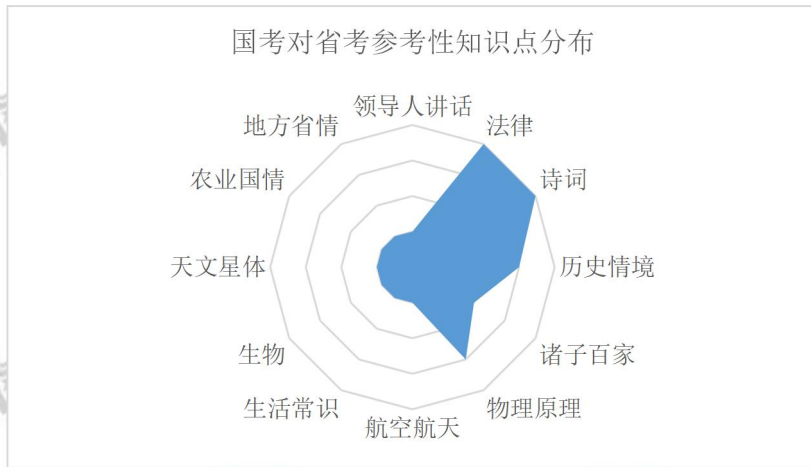 国考对省考参考性知识点分布
领导人讲话
法律
诗词
历史情境
诸子百家
物理原理
航空航天
生活常识
生物
天文星体
农业国情
地方省情